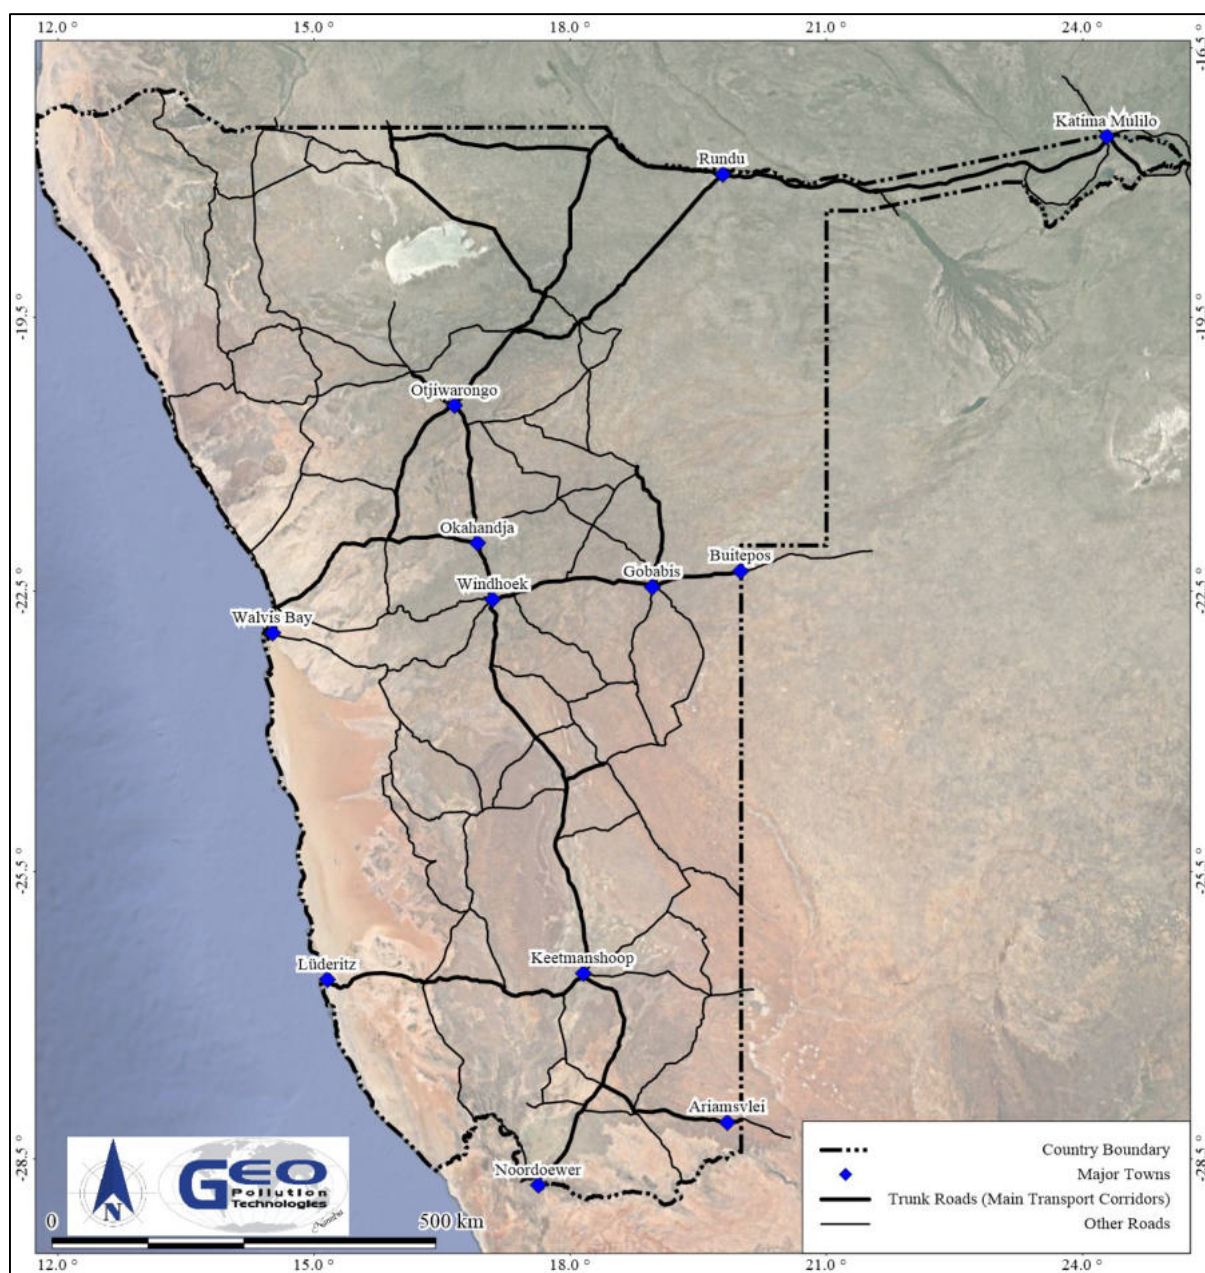 12.0 °
15.0 °
18.0 °
21.0 °
24.0 °
-16.5 °
-16.5 °
Katima Mulilo
Rundu
-19.5 °
-19.5 °
Otjiwarongo
Okahandja
Buitepos
Windhoek
Gobabis
-22.5 °
-22.5 °
Walvis Bay
-25.5 °
-25.5 °
Keetmanshoop
Lüderitz
Ariamsvlei
Noordoewer
-28.5 °
-28.5 °
Country Boundary
Major Towns
Trunk Roads (Main Transport Corridors)
Other Roads
N
GEO
Pollution
Technologies
0
500 km
12.0 °
15.0 °
18.0 °
21.0 °
24.0 °